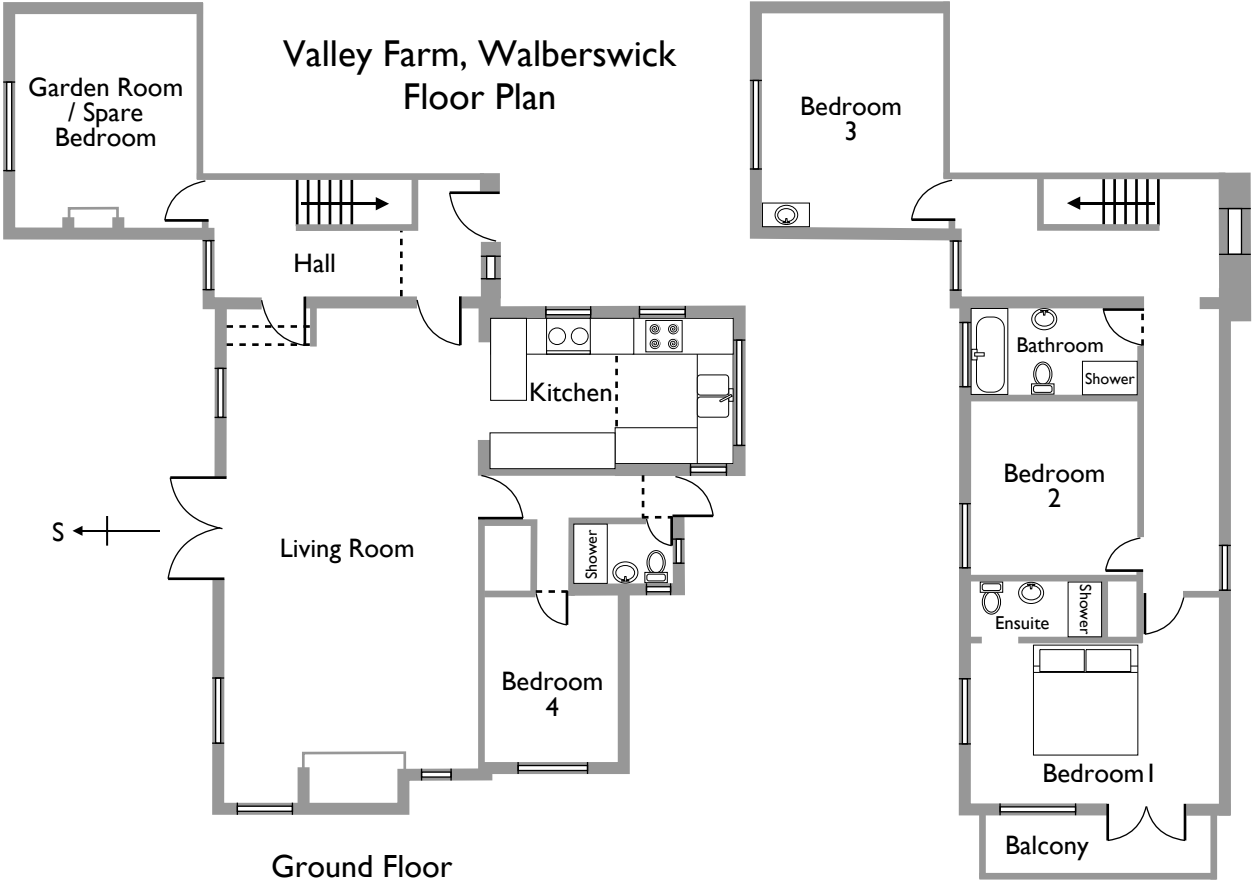 Valley Farm, Walberswick
Floor Plan
Garden Room
/ Spare
Bedroom
Hall
Kitchen
S
Living Room
Shower
Bedroom
4
Ground Floor
Bedroom
3
Bathroom
Shower
Bedroom
2
Ensuite
Shower
Bedroom1
Balcony